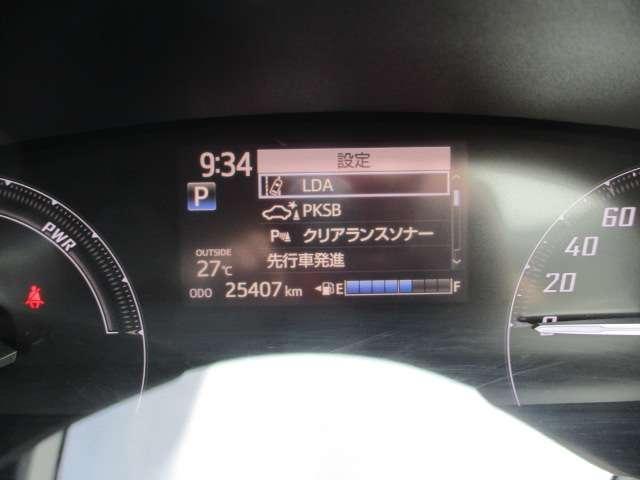 9:34
設定
LDA
P
PKSB
P クリアランスソナー
OUTSIDE
27℃
先行車発進
ODO 25407 km
E F
PWR
60
40
20
0